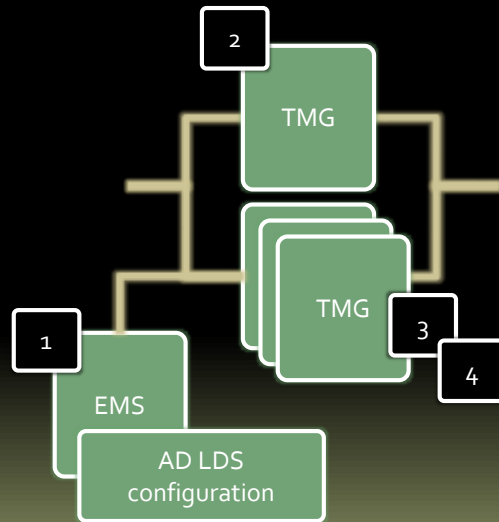 2
TMG
TMG
3
1
4
EMS
AD LDS
configuration